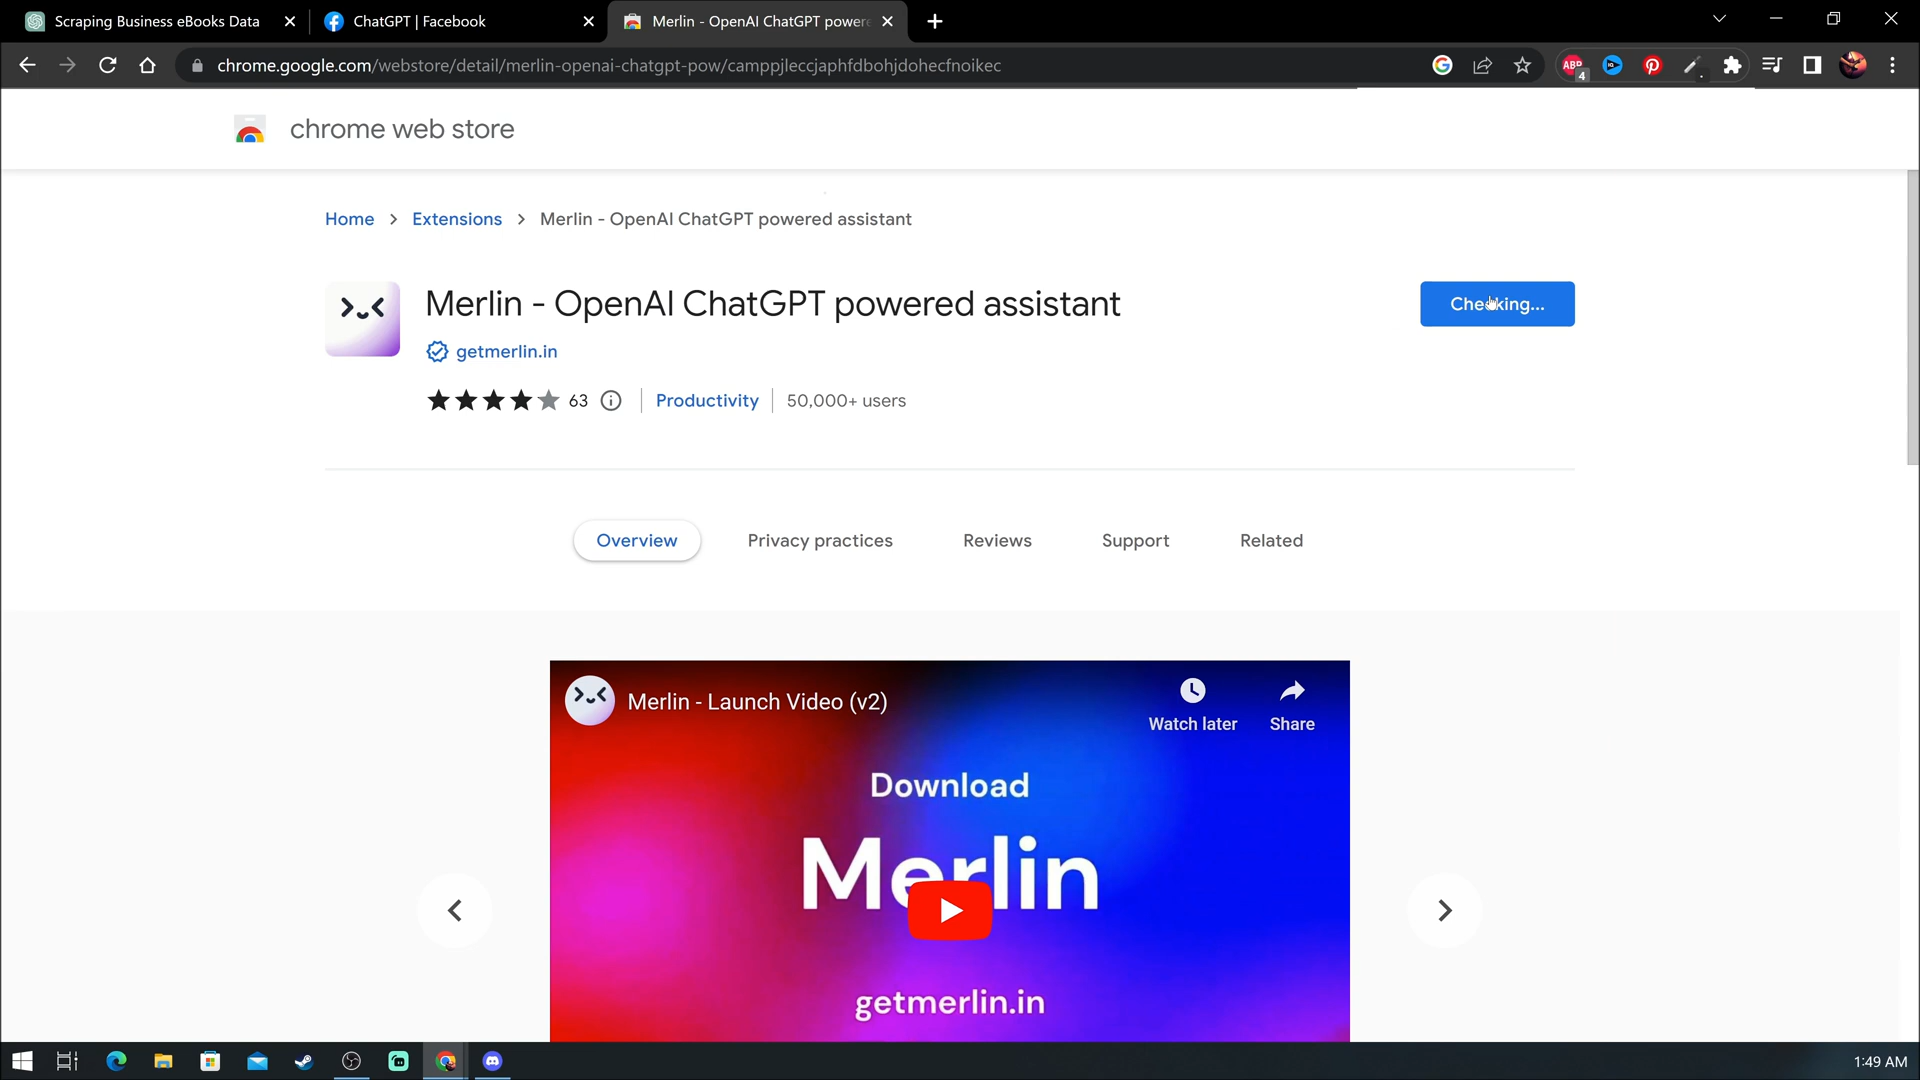 Scraping Business eBooks Data
ChatGPT | Facebook
Merlin - OpenAI ChatGPT powere
chrome.google.com/webstore/detail/merlin-openai-chatgpt-pow/camppjleccjaphfdbohjdohecfnoikec
ABP
4
chrome web store
Home > Extensions > Merlin - OpenAI ChatGPT powered assistant
Merlin - OpenAI ChatGPT powered assistant
Checking...
getmerlin.in
63
Productivity
50,000+ users
Overview
Privacy practices
Reviews
Support
Related
Merlin - Launch Video (v2)
Watch later
Share
Download
Merlin
getmerlin.in
1:49 AM